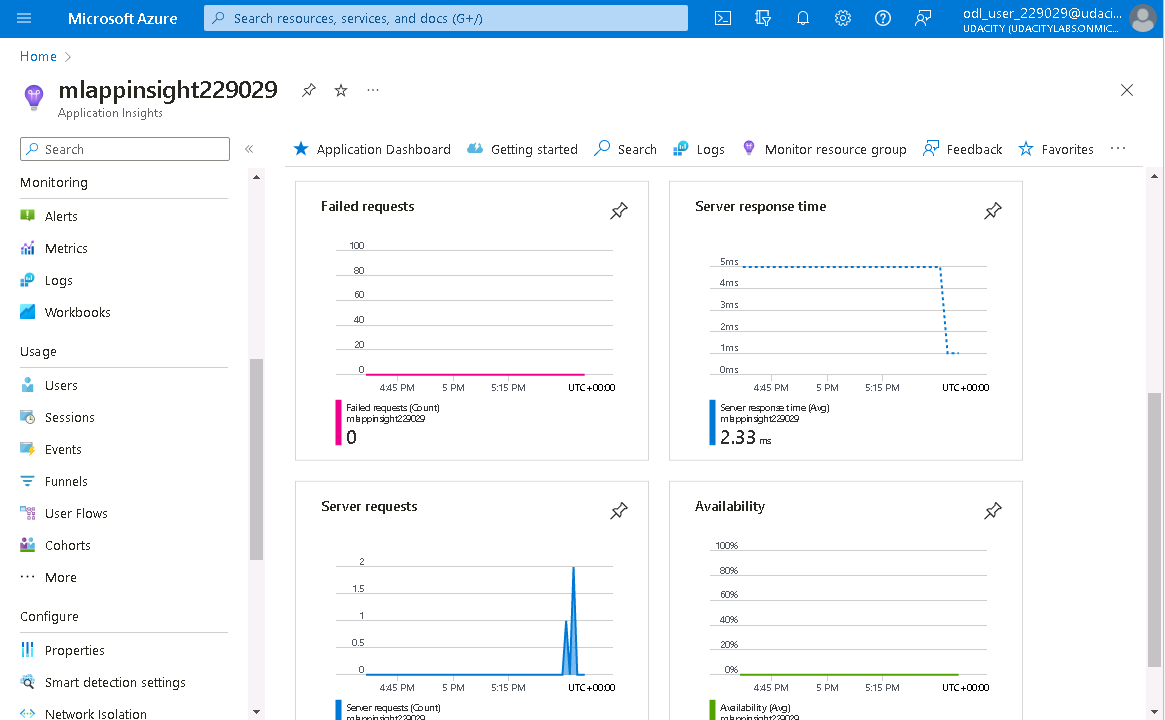 Microsoft Azure
Search resources, services, and docs (G+/)
odl_user_229029@udaci...
UDACITY (UDACITYLABS.ONMIC...
Home
mlappinsight229029
Application Insights
Search
«
Application Dashboard
Getting started
Search
Logs
Monitor resource group
Feedback
Favorites
Monitoring
Alerts
Metrics
Logs
Workbooks
Usage
Users
Sessions
Events
Funnels
User Flows
Cohorts
More
Configure
Properties
Smart detection settings
Network Isolation
Failed requests
100
80
60
40
20
0
4:45 PM 5 PM 5:15 PM UTC+00:00
Failed requests (Count)
mlappinsight229029
0
Server response time
5ms
4ms
3ms
2ms
1ms
0ms
4:45 PM 5 PM 5:15 PM UTC+00:00
Server response time (Avg)
mlappinsight229029
2.33 ms
Server requests
2
1.5
1
0.5
0
4:45 PM 5 PM 5:15 PM UTC+00:00
Server requests (Count)
mlappinsight229029
Availability
100%
80%
60%
40%
20%
0%
4:45 PM 5 PM 5:15 PM UTC+00:00
Availability (Avg)
mlappinsight229029